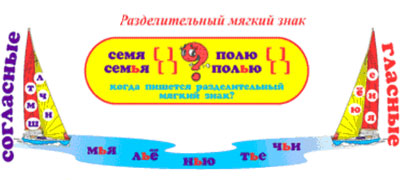 Разделительный мягкий знак
семя [ ] ? полю [ ]
семья [ ] полью [ ]
когда пишется разделительный
мягкий знак?
согласные
л
т ч
м
ш н
гласные
е
и
ё я
ю
мья льё нью тье чьи